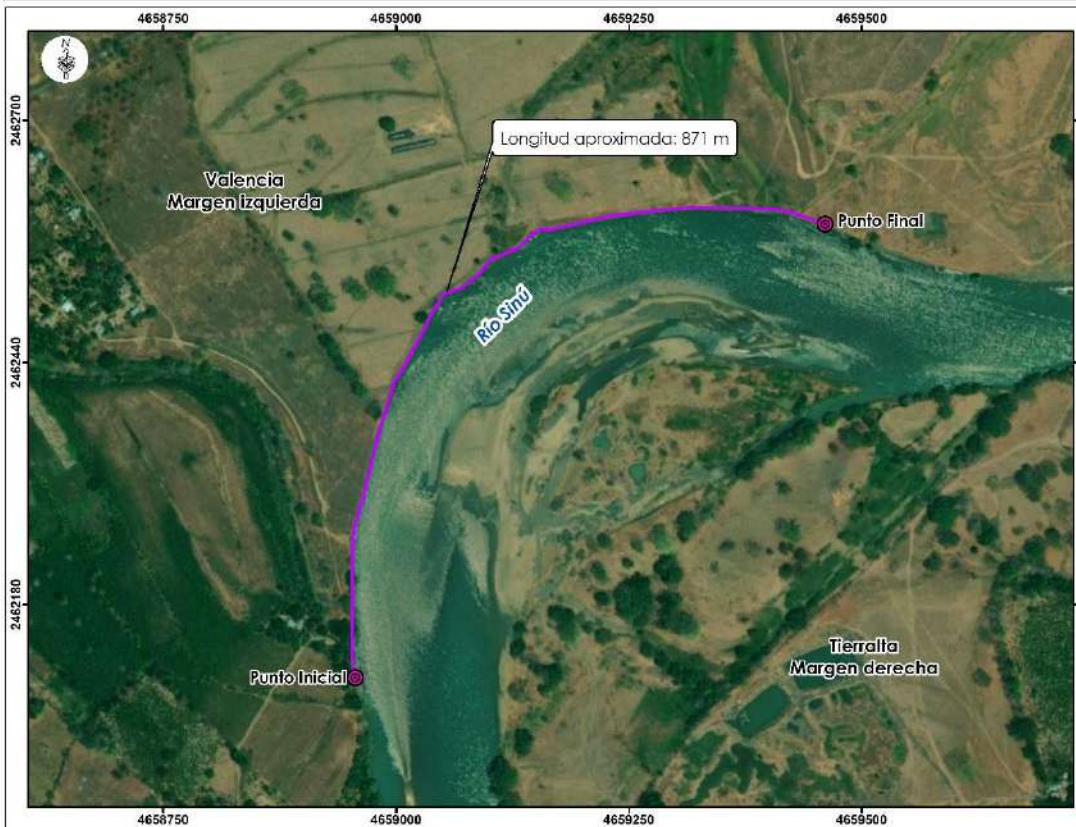 4658750 4659000 4659250 4659500
N
2462700
Longitud aproximada: 871 m
Valencia
Margen izquierda
Punto Final
Río Sinú
2462440
2462180
Tierralta
Margen derecha
Punto Inicial
4658750 4659000 4659250 4659500